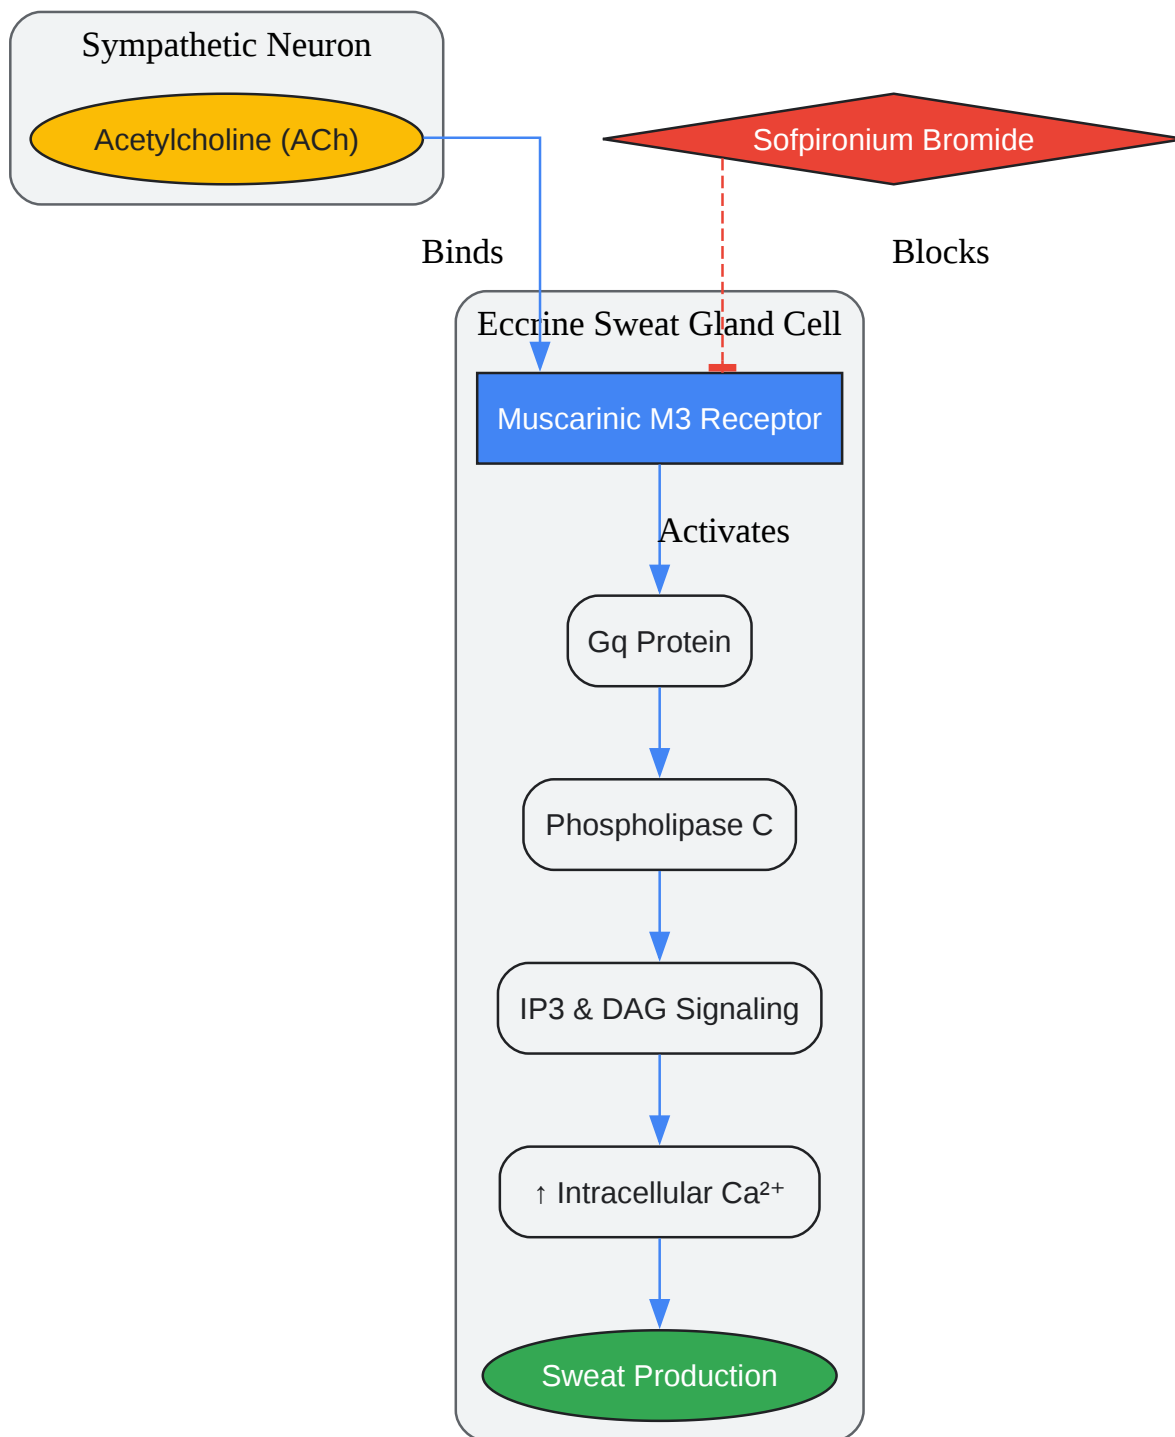 Sympathetic Neuron
Acetylcholine (ACh)
Sofpironium Bromide
Binds
Blocks
Eccrine Sweat Gland Cell
Muscarinic M3 Receptor
Activates
Gq Protein
Phospholipase C
IP3 & DAG Signaling
↑ Intracellular Ca²⁺
Sweat Production